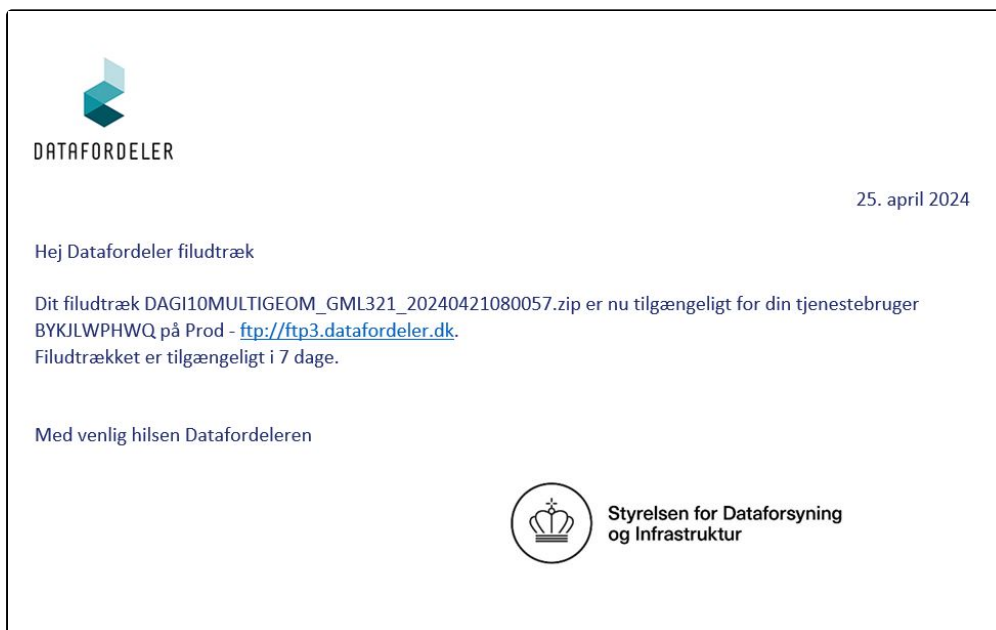 DATAFORDELER
25. april 2024
Hej Datafordeler filudtræk
Dit filudtræk DAGI10MULTIGEOM_GML321_20240421080057.zip er nu tilgængeligt for din tjenestebruger
BYKJLWPHWQ på Prod - ftp://ftp3.datafordeler.dk.
Filudtrækket er tilgængeligt i 7 dage.
Med venlig hilsen Datafordeleren
Styrelsen for Dataforsyning
og Infrastruktur